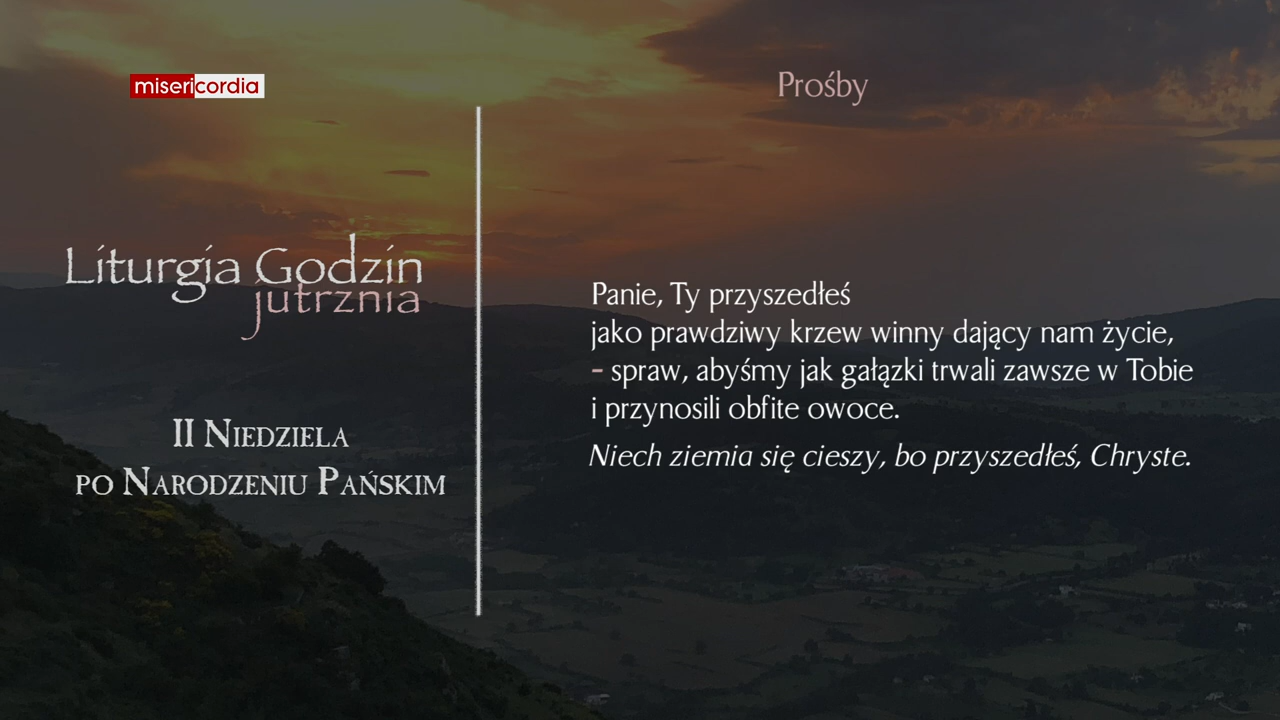 misericordia
Liturgia Godzin
jutrznia
II Niedziela
po Narodzeniu Pańskim
Prośby
Panie, Ty przyszedłeś
jako prawdziwy krzew winny dający nam życie,
- spraw, abyśmy jak gałązki trwali zawsze w Tobie
i przynosili obfite owoce.
Niech ziemia się cieszy, bo przyszedłeś, Chryste.